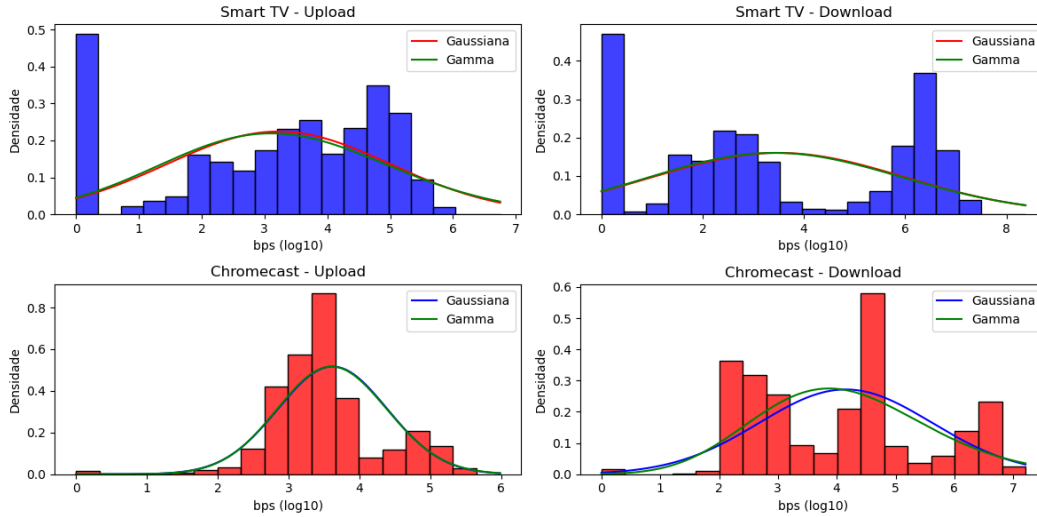 Smart TV - Upload
Densidade
0.5
0.4
0.3
0.2
0.1
0.0
Gaussiana
Gamma
0 1 2 3 4 5 6 7
bps (log10)
Smart TV - Download
Densidade
0.4
0.3
0.2
0.1
0.0
Gaussiana
Gamma
0 2 4 6 8
bps (log10)
Chromecast - Upload
Densidade
0.8
0.6
0.4
0.2
0.0
Gaussiana
Gamma
0 1 2 3 4 5 6
bps (log10)
Chromecast - Download
Densidade
0.6
0.5
0.4
0.3
0.2
0.1
0.0
Gaussiana
Gamma
0 1 2 3 4 5 6 7
bps (log10)